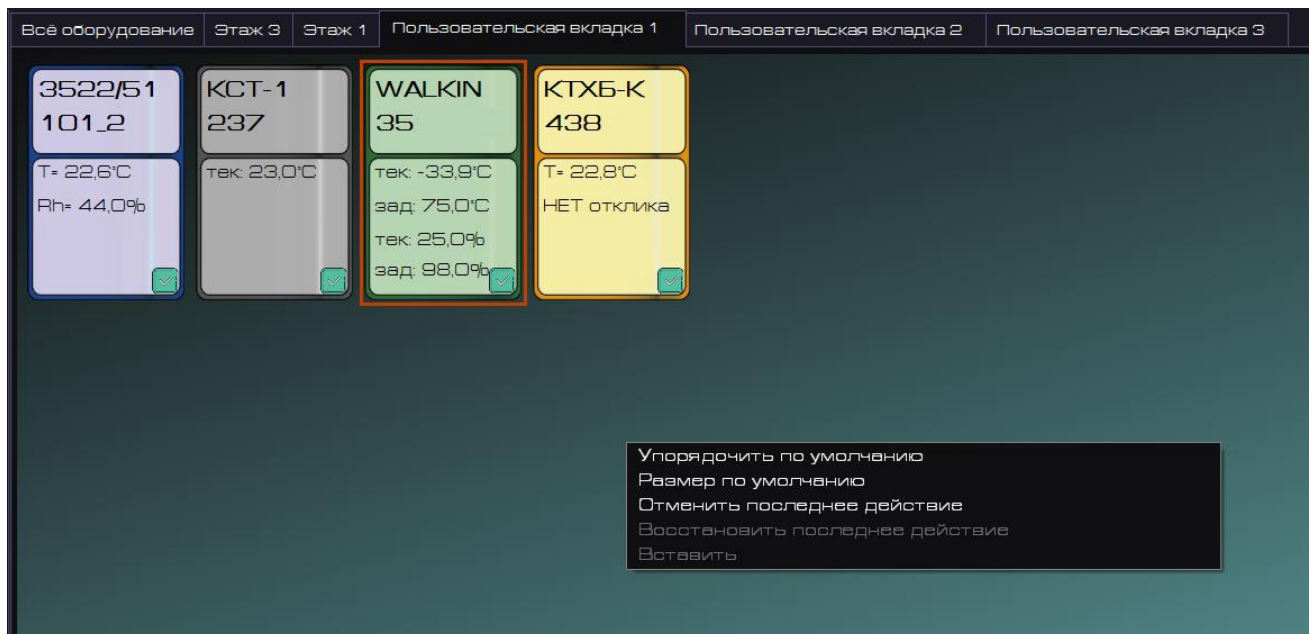 Всё оборудование Этаж 3 Этаж 1 Пользовательская вкладка 1 Пользовательская вкладка 2 Пользовательская вкладка 3
3522/51
101_2
T= 22,6°C
Rh= 44,0%
КСТ-1
237
тек: 23,0°C
WALKIN
35
тек: -33,9°C
зад: 75,0°C
тек: 25,0%
зад: 98,0%
КТХБ-К
438
T= 22,8°C
НЕТ отклика
Упорядочить по умолчанию
Размер по умолчанию
Отменить последнее действие
Восстановить последнее действие
Вставить